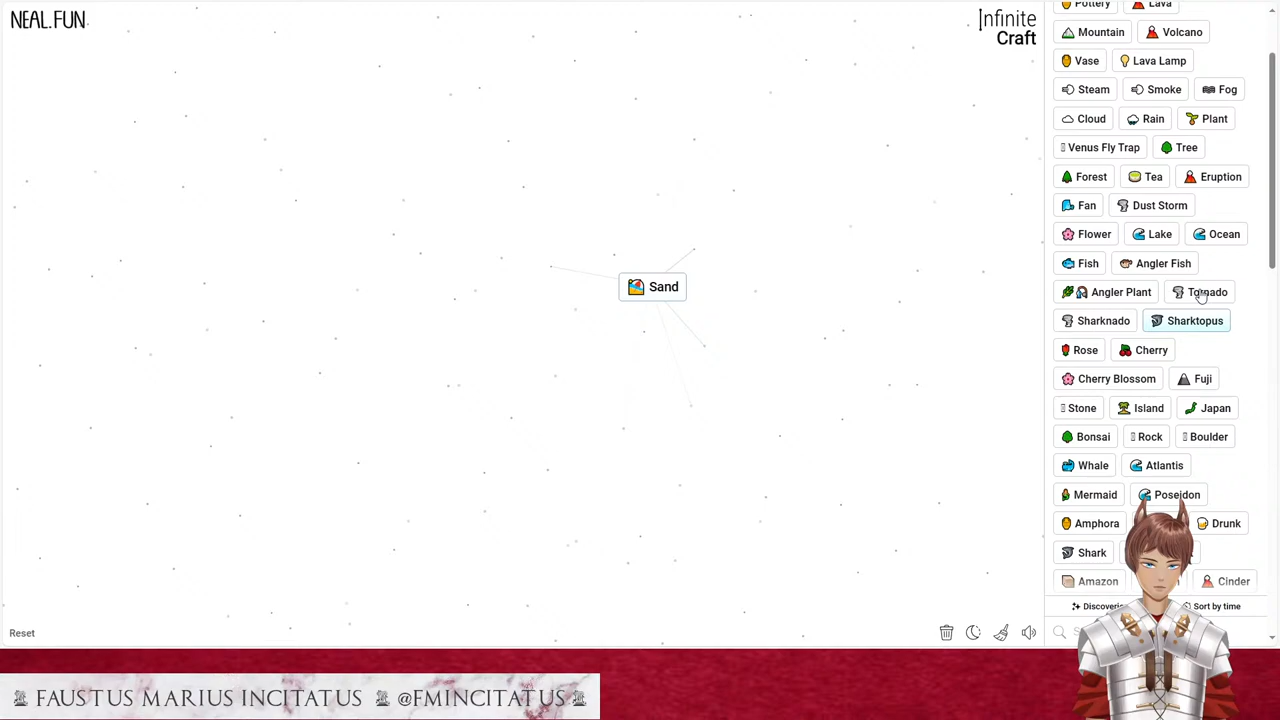 NEAL.FUN
Infinite
Craft
Pottery Lava
Mountain Volcano
Vase Lava Lamp
Steam Smoke Fog
Cloud Rain Plant
Venus Fly Trap Tree
Forest Tea Eruption
Fan Dust Storm
Flower Lake Ocean
Sand
Fish Angler Fish
Angler Plant Tornado
Sharknado Sharktopus
Rose Cherry
Cherry Blossom Fuji
Stone Island Japan
Bonsai Rock Boulder
Whale Atlantis
Mermaid Poseidon
Amphora Drunk
Shark
Amazon Cinder
Discoveries Sort by time
Reset
FAUSTUS MARIUS INCITATUS @FMINCITATUS